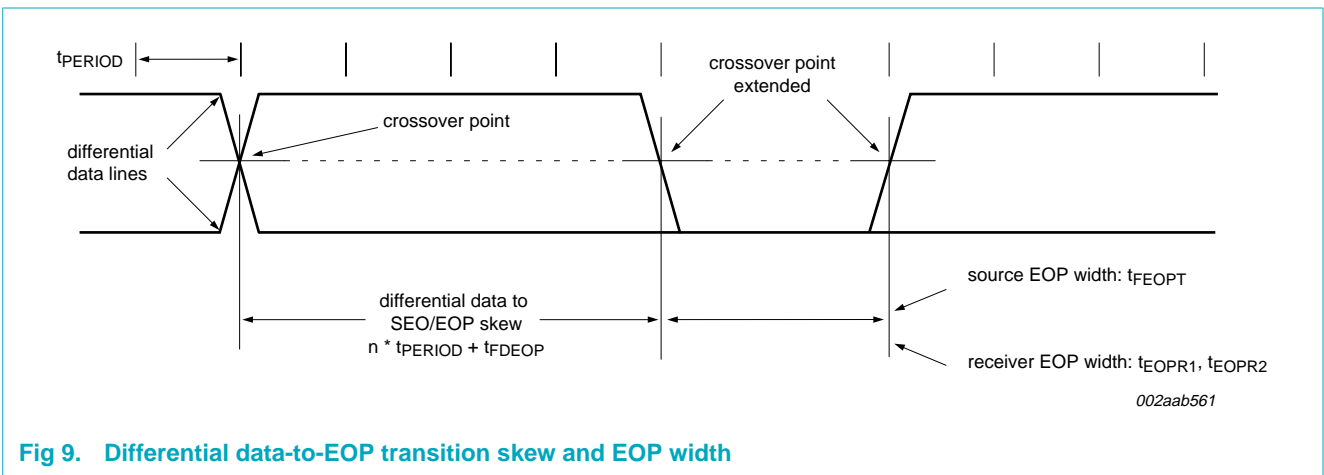 tPERIOD
crossover point
extended
crossover point
differential
data lines
differential data to
SEO/EOP skew
n * tPERIOD + tFDEOP
source EOP width: tFEOPT
receiver EOP width: tEOPR1, tEOPR2
002aab561
Fig 9. Differential data-to-EOP transition skew and EOP width